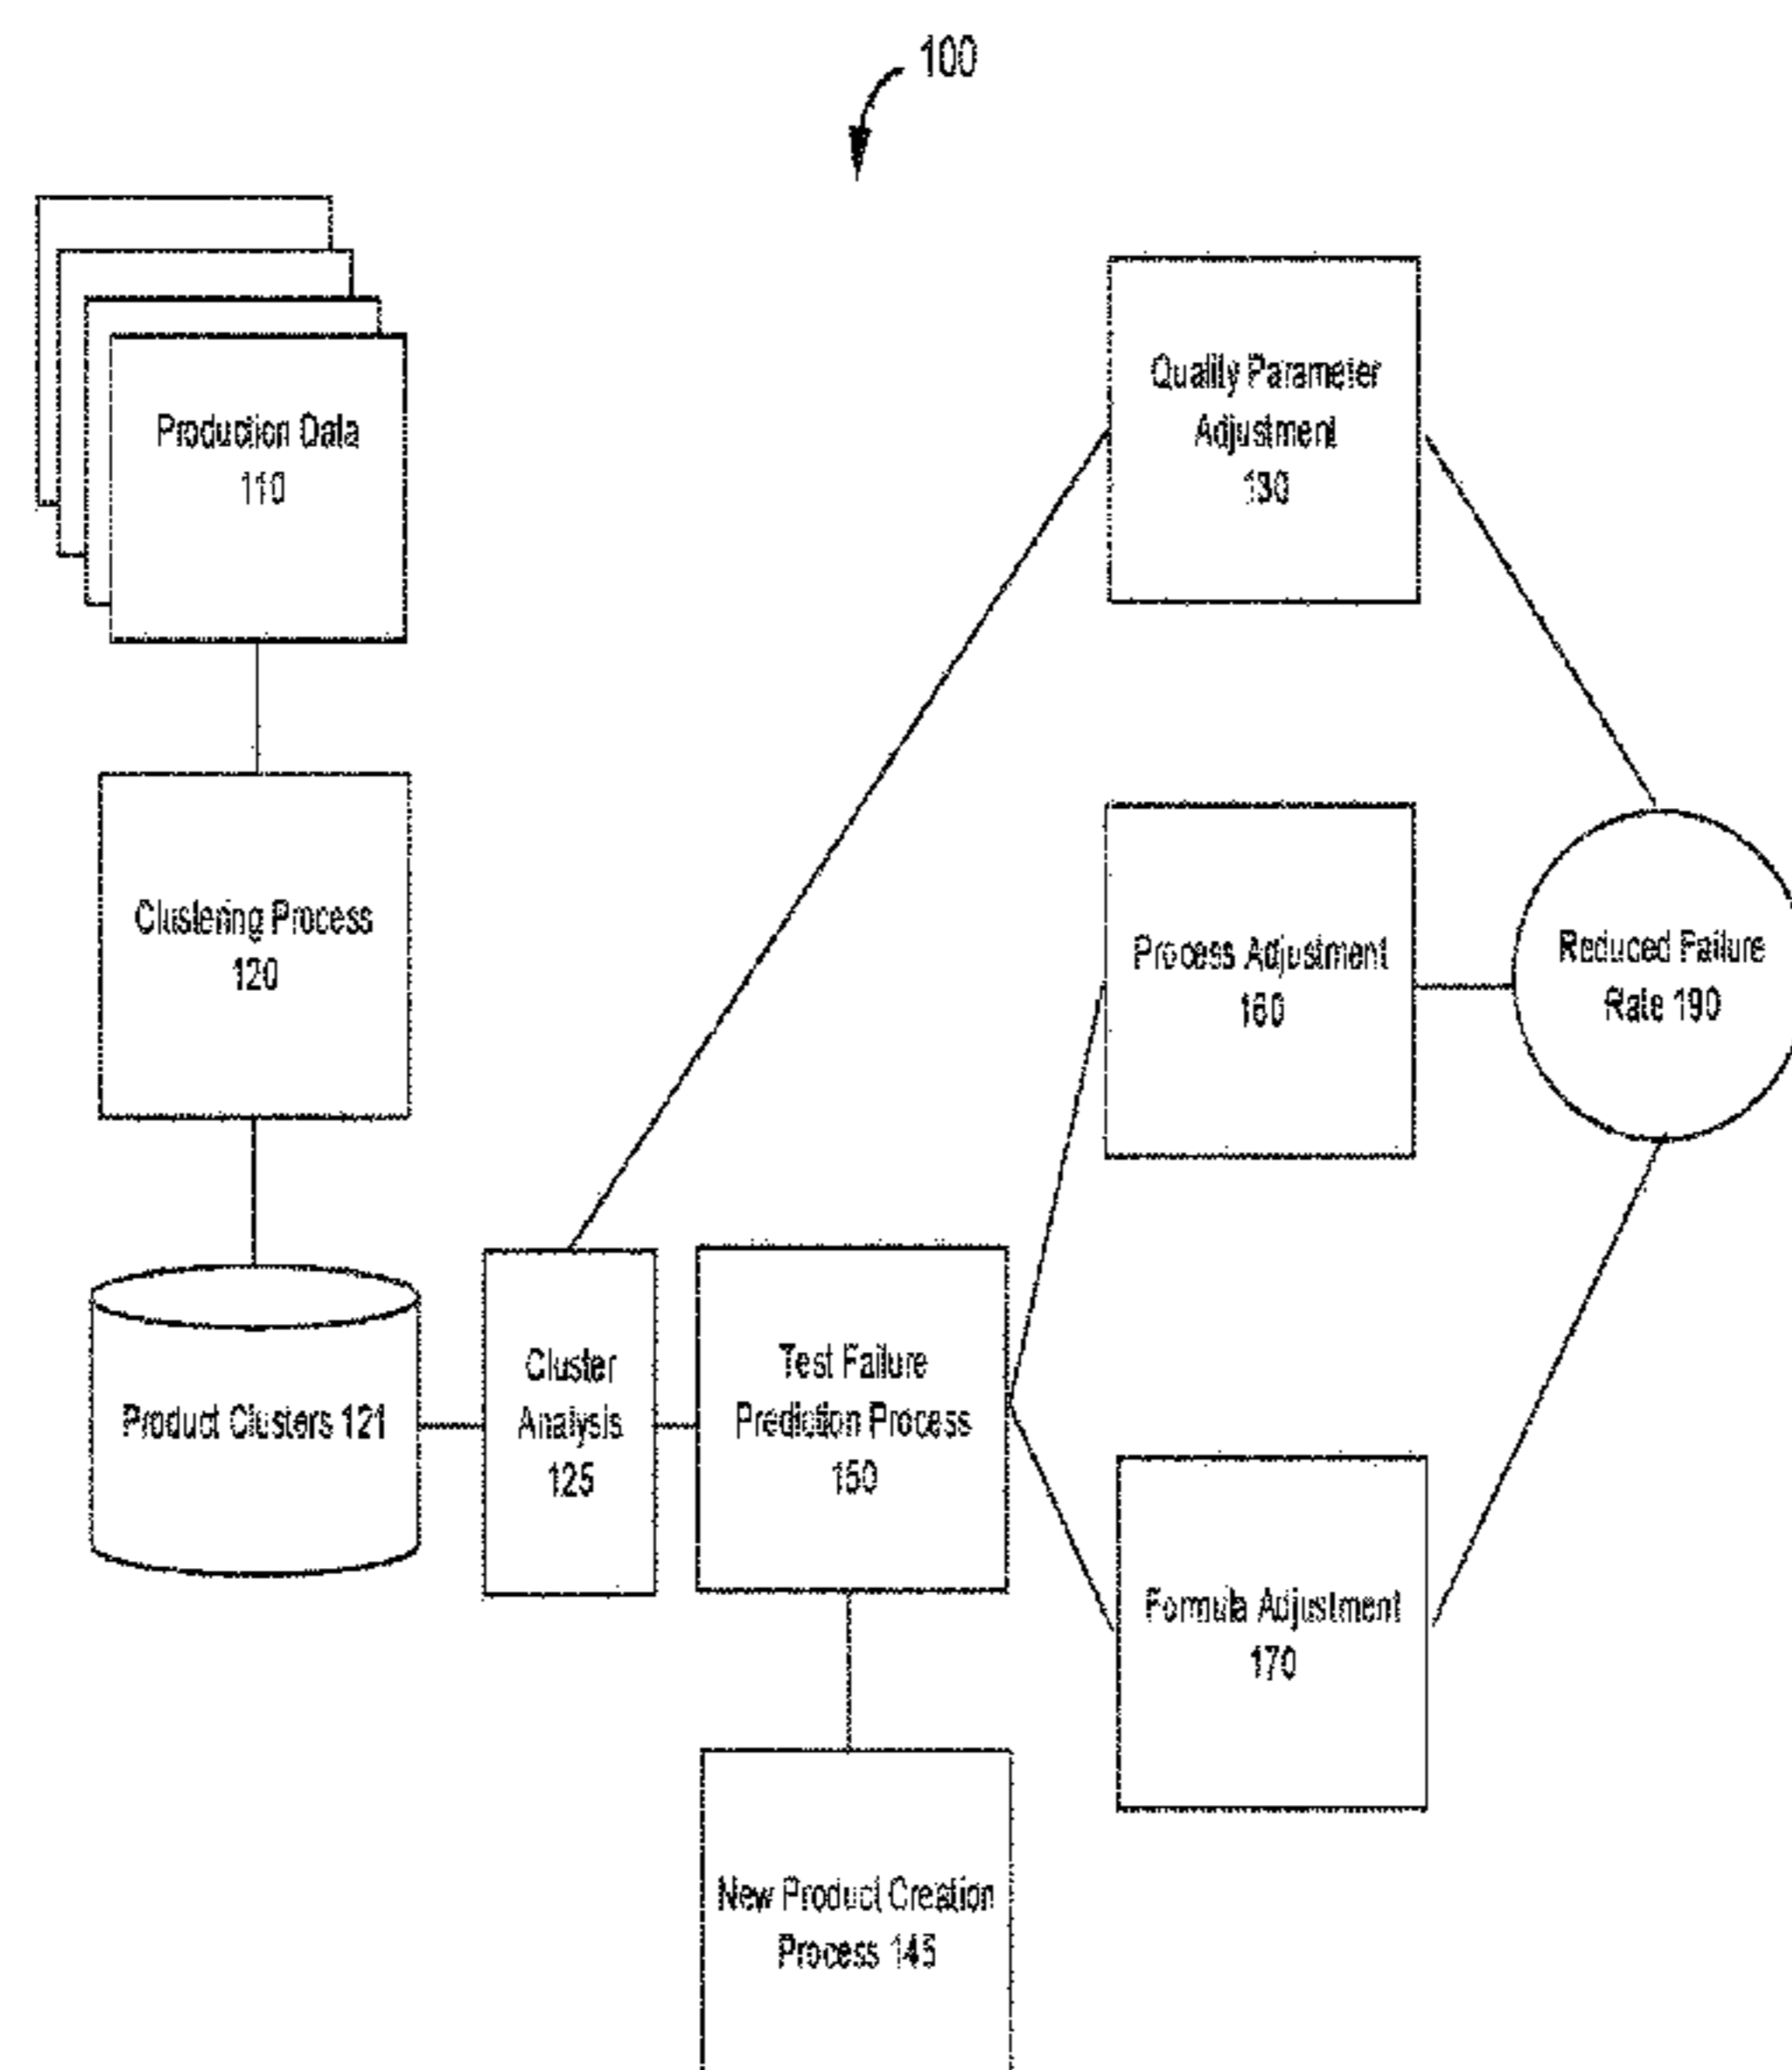 100
Production Data
110
Quality Parameter
Adjustment
Clustering Process
120
Process Adjustment
160
Reduced Failure
Rate 190
Product Clusters 121
Cluster
Analysis
125
Test Failure
Prediction Process
150
Formula Adjustment
170
New Product Creation
Process 145